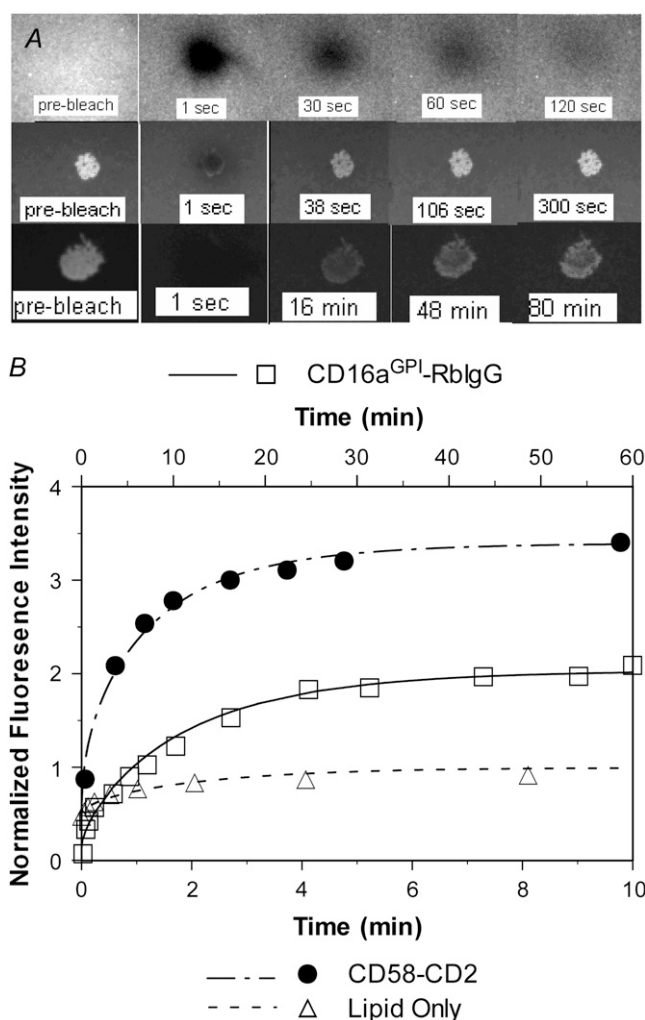 A
pre-bleach 1 sec 30 sec 60 sec 120 sec
pre-bleach 1 sec 38 sec 106 sec 300 sec
pre-bleach 1 sec 16 min 48 min 80 min
B
CD16aGPI-RbIgG
Time (min)
0 10 20 30 40 50 60
Normalized Fluoresence Intensity
4
3
2
1
0
0 2 4 6 8 10
Time (min)
CD58-CD2
Lipid Only